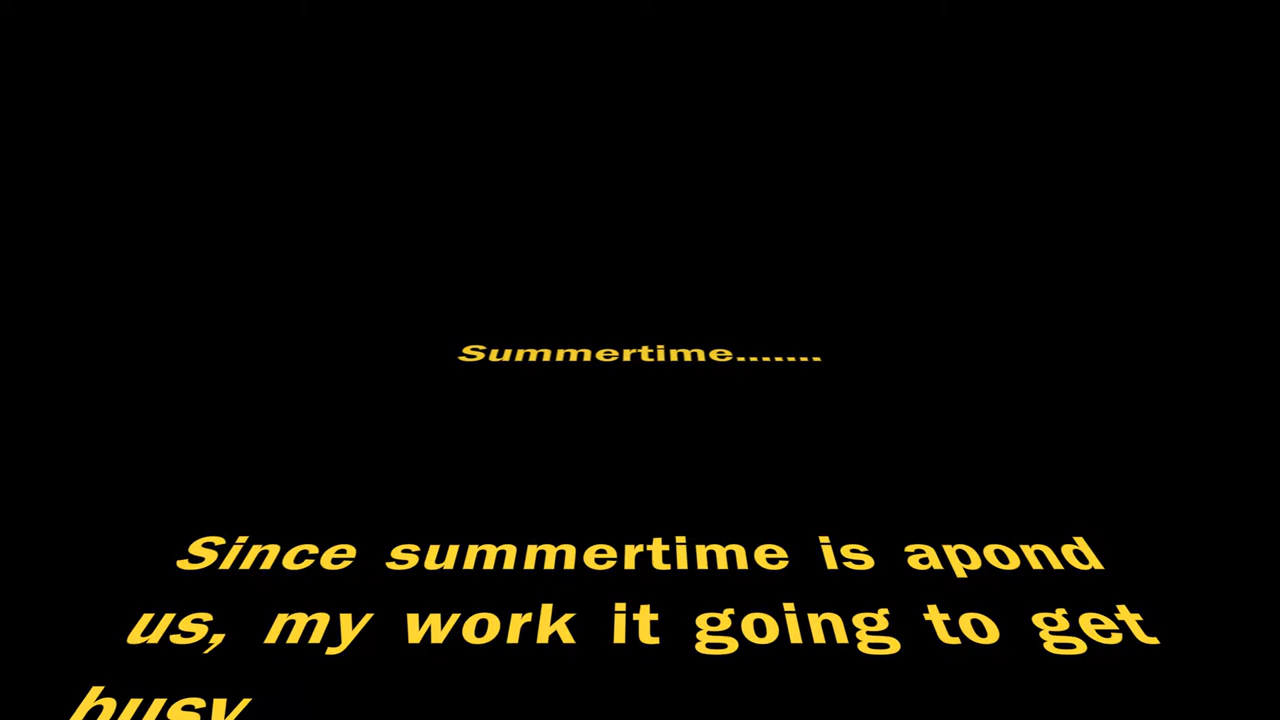 Summertime.......
Since summertime is apond
us, my work it going to get
busy